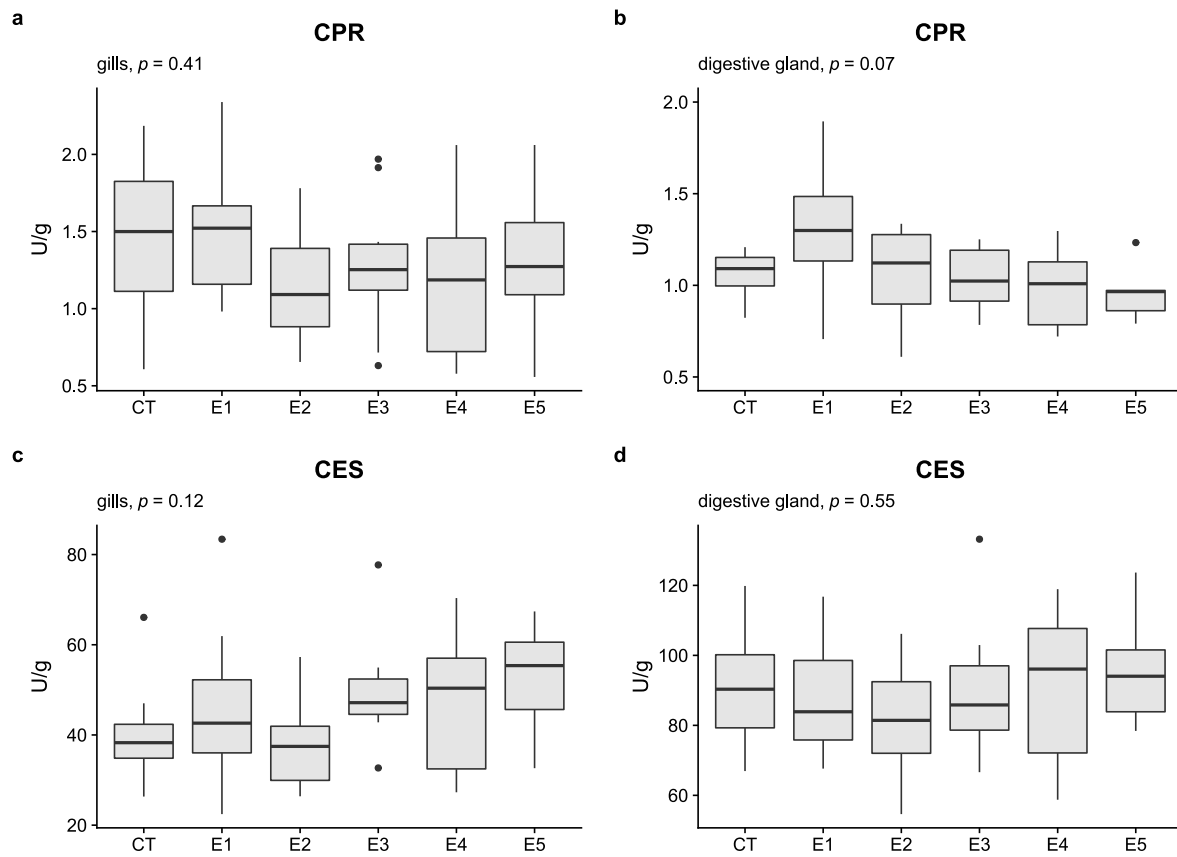 a
CPR
gills, p = 0.41
U/g
2.0
1.5
1.0
0.5
CT E1 E2 E3 E4 E5
b
CPR
digestive gland, p = 0.07
U/g
2.0
1.5
1.0
0.5
CT E1 E2 E3 E4 E5
c
CES
gills, p = 0.12
U/g
80
60
40
20
CT E1 E2 E3 E4 E5
d
CES
digestive gland, p = 0.55
U/g
120
100
80
60
CT E1 E2 E3 E4 E5